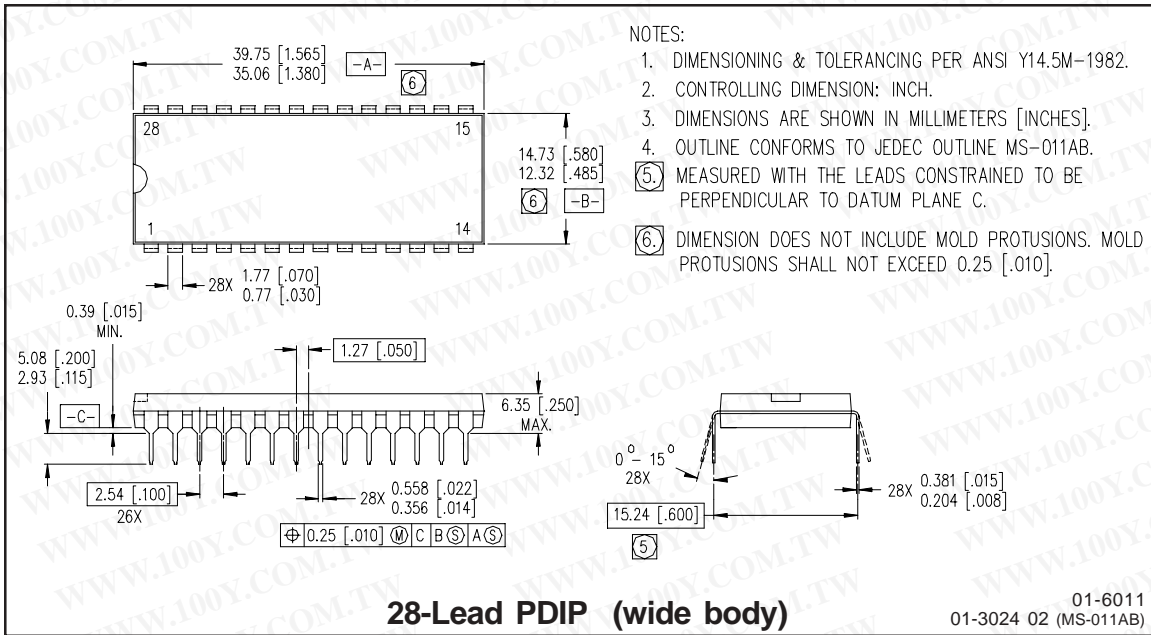 39.75 [1.565]
35.06 [1.380]
-A-
6
28
15
1
14
14.73 [.580]
12.32 [.485]
6
-B-
28X 1.77 [.070]
0.77 [.030]
NOTES:
1. DIMENSIONING & TOLERANCING PER ANSI Y14.5M-1982.
2. CONTROLLING DIMENSION: INCH.
3. DIMENSIONS ARE SHOWN IN MILLIMETERS [INCHES].
4. OUTLINE CONFORMS TO JEDEC OUTLINE MS-011AB.
5. MEASURED WITH THE LEADS CONSTRAINED TO BE
PERPENDICULAR TO DATUM PLANE C.
6. DIMENSION DOES NOT INCLUDE MOLD PROTUSIONS. MOLD
PROTUSIONS SHALL NOT EXCEED 0.25 [.010].
0.39 [.015]
MIN.
5.08 [.200]
2.93 [.115]
-C-
1.27 [.050]
6.35 [.250]
MAX.
2.54 [.100]
26X
28X 0.558 [.022]
0.356 [.014]
⌖ 0.25 [.010] Ⓜ C BⓈ AⓈ
0° - 15°
28X
15.24 [.600]
5
28X 0.381 [.015]
0.204 [.008]
28-Lead PDIP (wide body)
01-6011
01-3024 02 (MS-011AB)
WWW.100Y.COM.TW